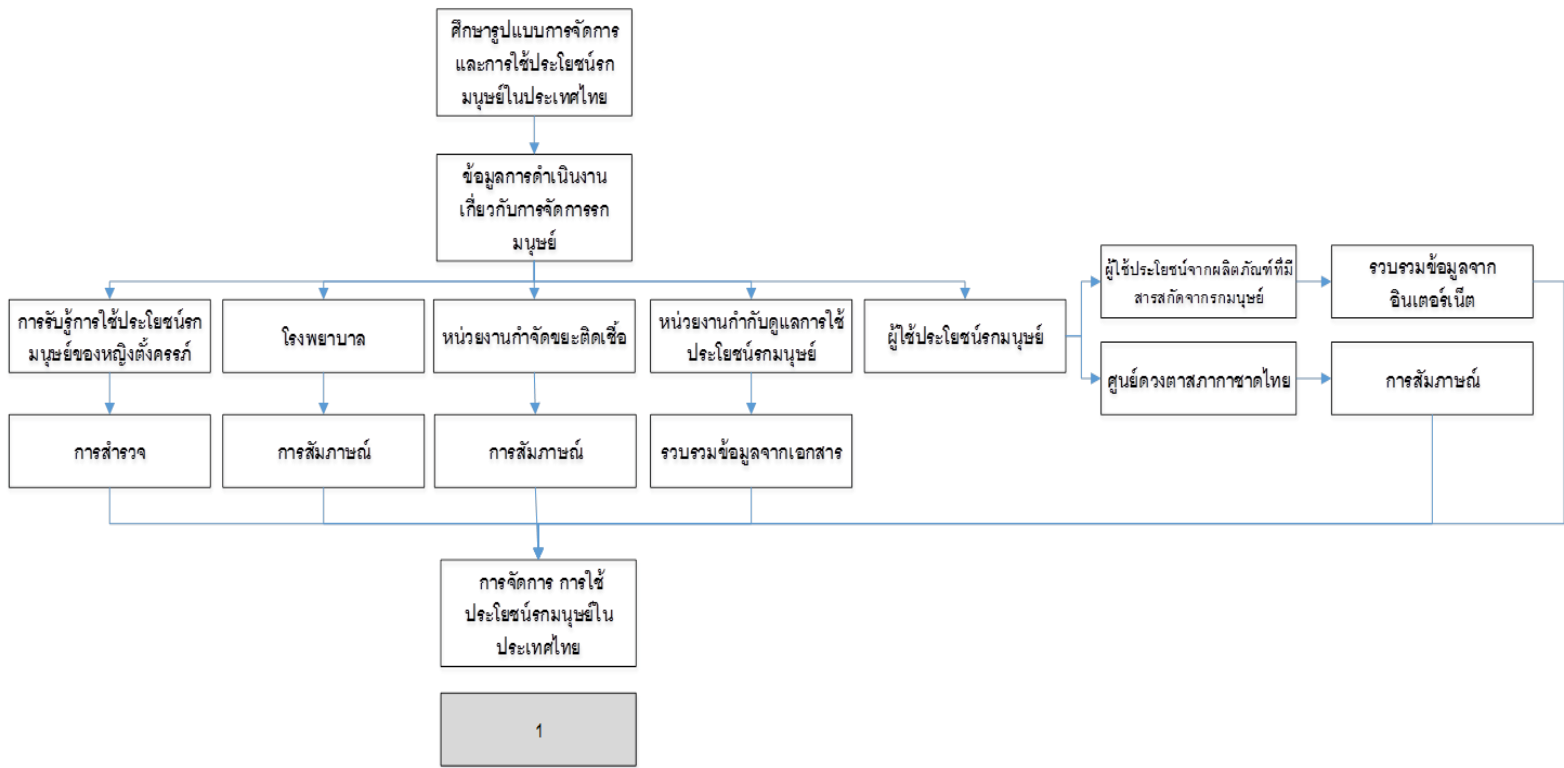 ศึกษารูปแบบการจัดการ
และการใช้ประโยชน์รก
มนุษย์ในประเทศไทย
ข้อมูลการดำเนินงาน
เกี่ยวกับการจัดการรก
มนุษย์
การรับรู้การใช้ประโยชน์รก
มนุษย์ของหญิงตั้งครรภ์
โรงพยาบาล
หน่วยงานกำจัดขยะติดเชื้อ
หน่วยงานกำกับดูแลการใช้
ประโยชน์รกมนุษย์
ผู้ใช้ประโยชน์รกมนุษย์
ผู้ใช้ประโยชน์จากผลิตภัณฑ์ที่มี
สารสกัดจากรกมนุษย์
รวบรวมข้อมูลจาก
อินเตอร์เน็ต
ศูนย์ดวงตาสภากาชาดไทย
การสัมภาษณ์
การสำรวจ
การสัมภาษณ์
การสัมภาษณ์
รวบรวมข้อมูลจากเอกสาร
การจัดการ การใช้
ประโยชน์รกมนุษย์ใน
ประเทศไทย
1